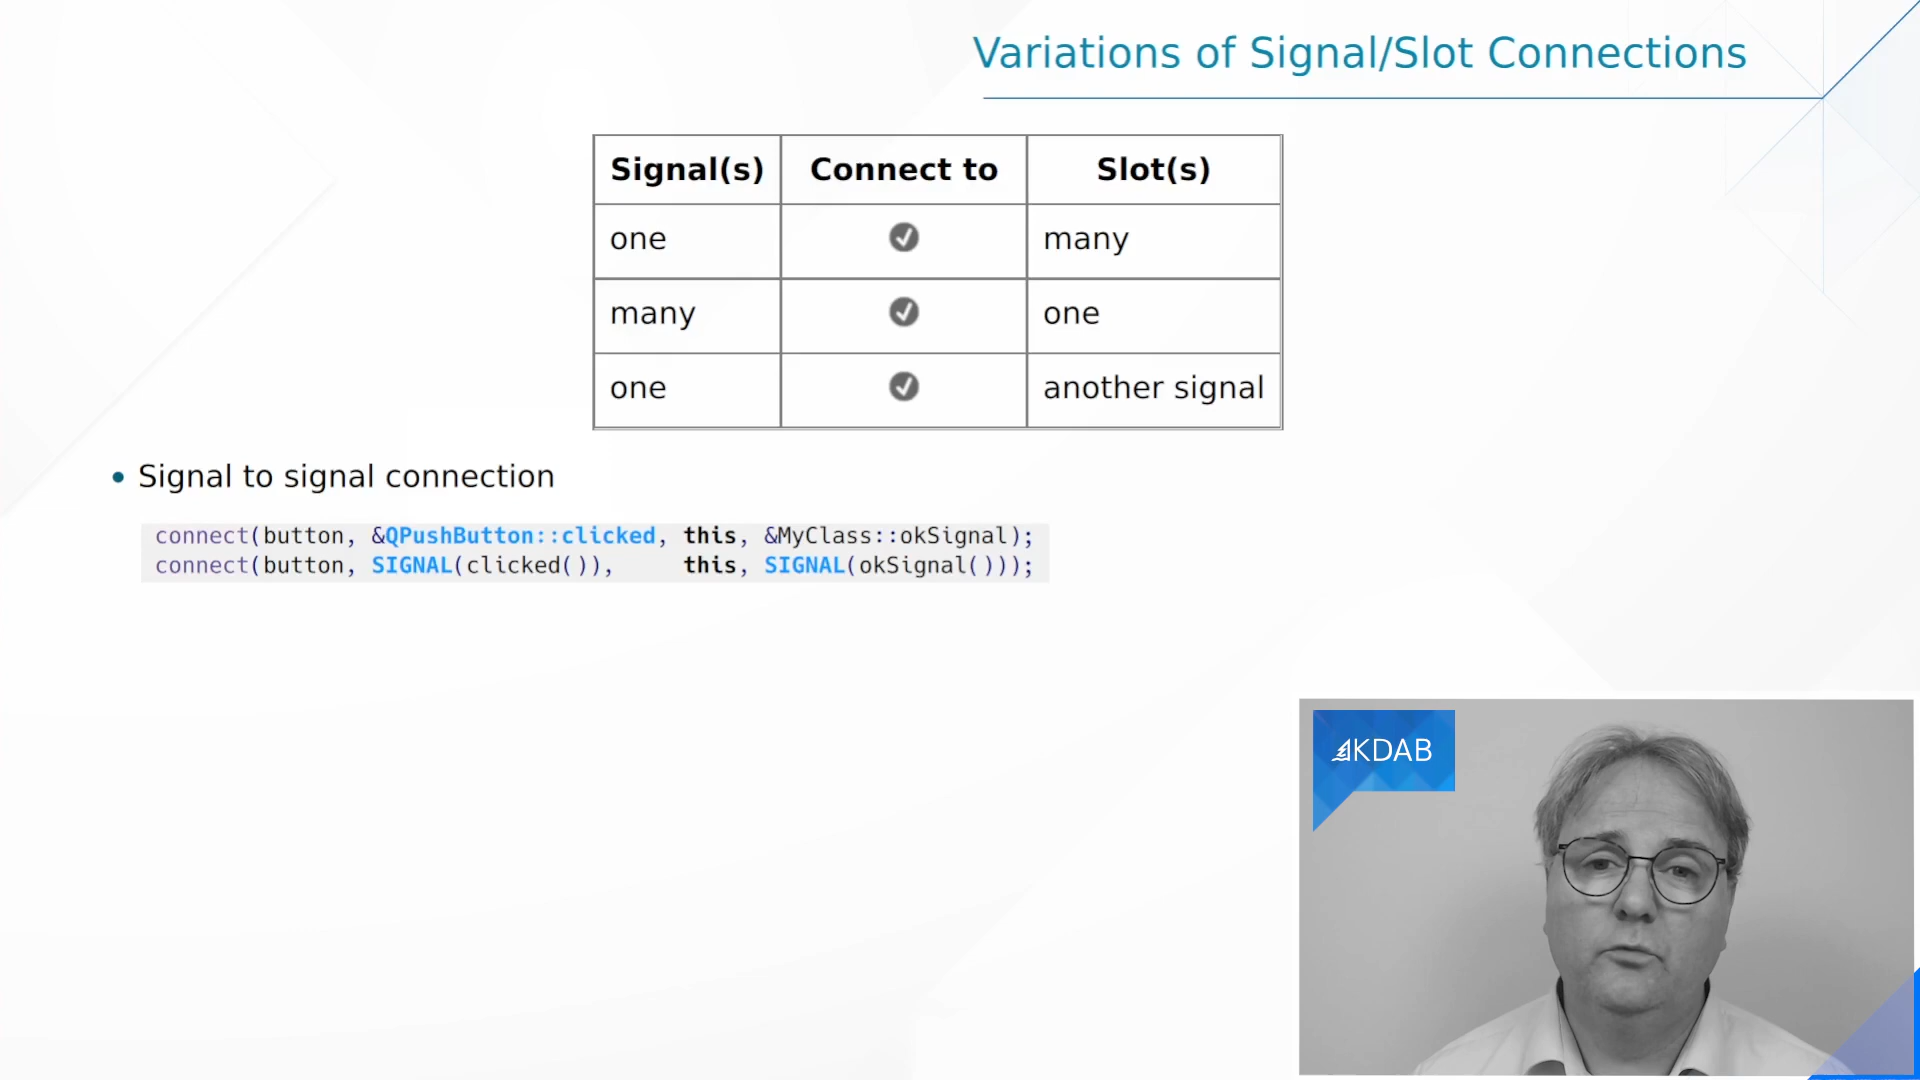 Variations of Signal/Slot Connections
Signal(s) Connect to Slot(s)
one many
many one
one another signal
• Signal to signal connection
connect(button, &QPushButton::clicked, this, &MyClass::okSignal);
connect(button, SIGNAL(clicked()), this, SIGNAL(okSignal()));
KDAB